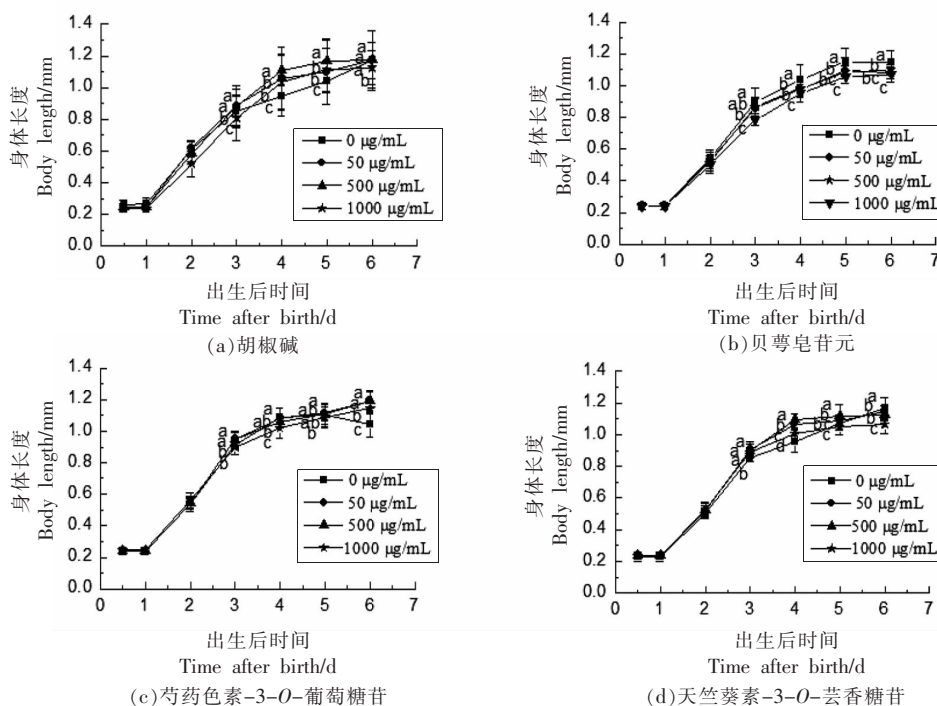 身体长度
Body length/mm
1.4
1.2
1.0
0.8
0.6
0.4
0.2
0.0
0 1 2 3 4 5 6 7
0 μg/mL
50 μg/mL
500 μg/mL
1000 μg/mL
出生后时间
Time after birth/d
(a)胡椒碱
身体长度
Body length/mm
1.4
1.2
1.0
0.8
0.6
0.4
0.2
0.0
0 1 2 3 4 5 6 7
0 μg/mL
50 μg/mL
500 μg/mL
1000 μg/mL
出生后时间
Time after birth/d
(b)贝萼皂苷元
身体长度
Body length/mm
1.4
1.2
1.0
0.8
0.6
0.4
0.2
0.0
0 1 2 3 4 5 6 7
0 μg/mL
50 μg/mL
500 μg/mL
1000 μg/mL
出生后时间
Time after birth/d
(c)芍药色素-3-O-葡萄糖苷
身体长度
Body length/mm
1.4
1.2
1.0
0.8
0.6
0.4
0.2
0.0
0 1 2 3 4 5 6 7
0 μg/mL
50 μg/mL
500 μg/mL
1000 μg/mL
出生后时间
Time after birth/d
(d)天竺葵素-3-O-芸香糖苷